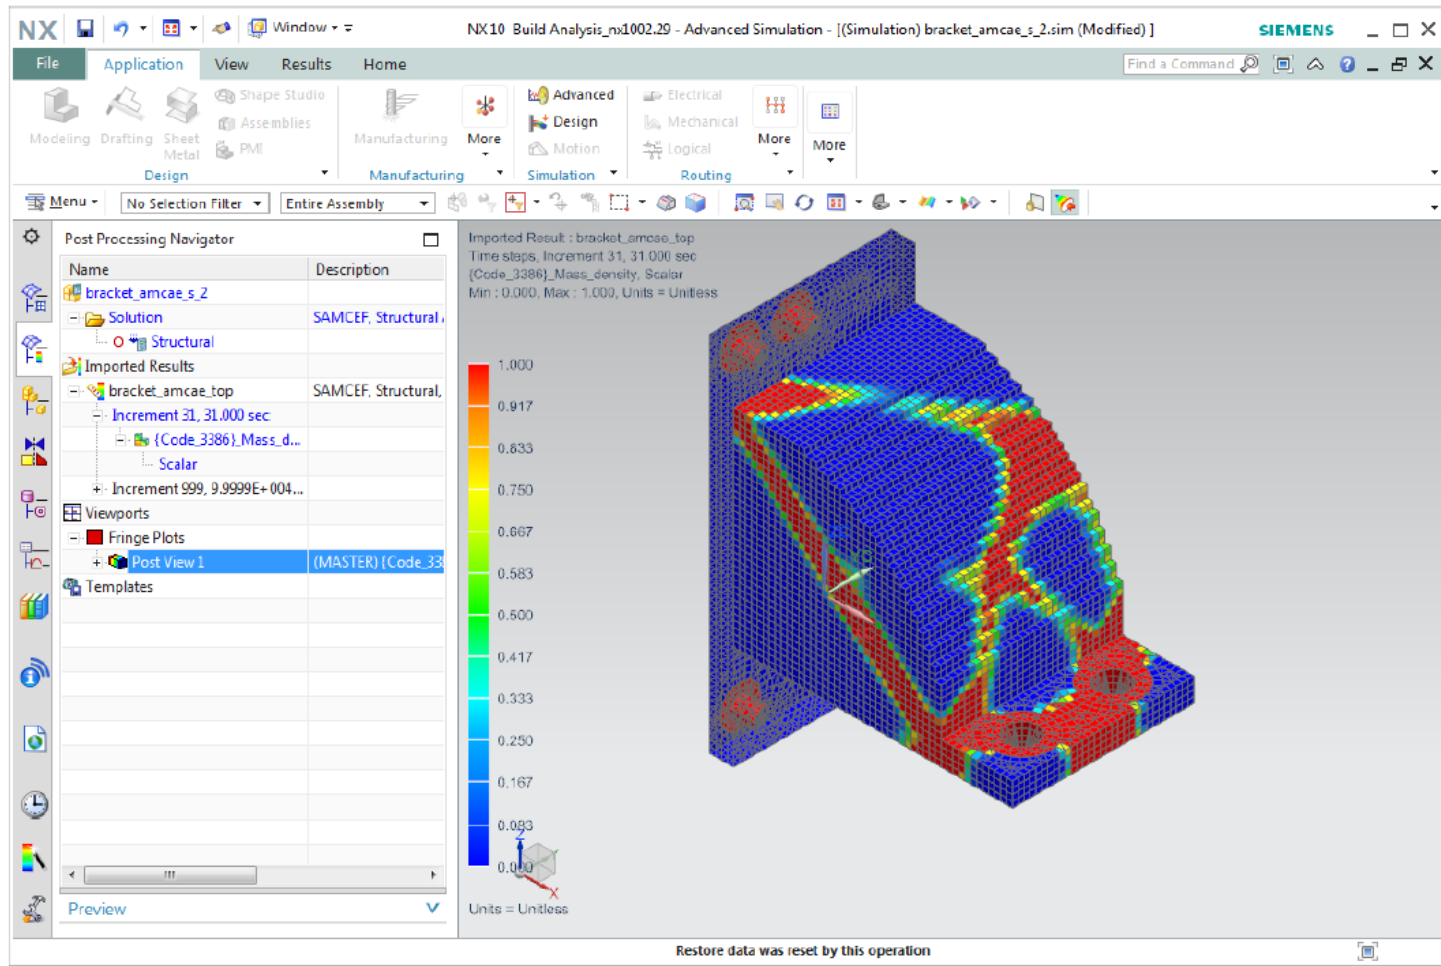 NX Window NX 10 Build Analysis_nx1002.29 - Advanced Simulation - [(Simulation) bracket_amcae_s_2.sim (Modified) ] SIEMENS
File Application View Results Home Find a Command
Modeling Drafting Sheet Metal Shape Studio Assemblies PMI Manufacturing More Advanced Design Motion Electrical Mechanical Logical More More
Design Manufacturing Simulation Routing
Menu No Selection Filter Entire Assembly
Post Processing Navigator
Name Description
bracket_amcae_s_2
Solution SAMCEF, Structural
Structural
Imported Results
bracket_amcae_top SAMCEF, Structural,
Increment 31, 31.000 sec
{Code_3386}_Mass_d...
Scalar
Increment 999, 9.9999E+004...
Viewports
Fringe Plots
Post View 1 (MASTER) {Code_33
Templates
Preview
Imported Result : bracket_amcae_top
Time steps, Increment 31, 31.000 sec
{Code_3386}_Mass_density, Scalar
Min : 0.000, Max : 1.000, Units = Unitless
1.000
0.917
0.833
0.750
0.667
0.583
0.500
0.417
0.333
0.250
0.167
0.083
0.000
Z
X
Units = Unitless
Restore data was reset by this operation